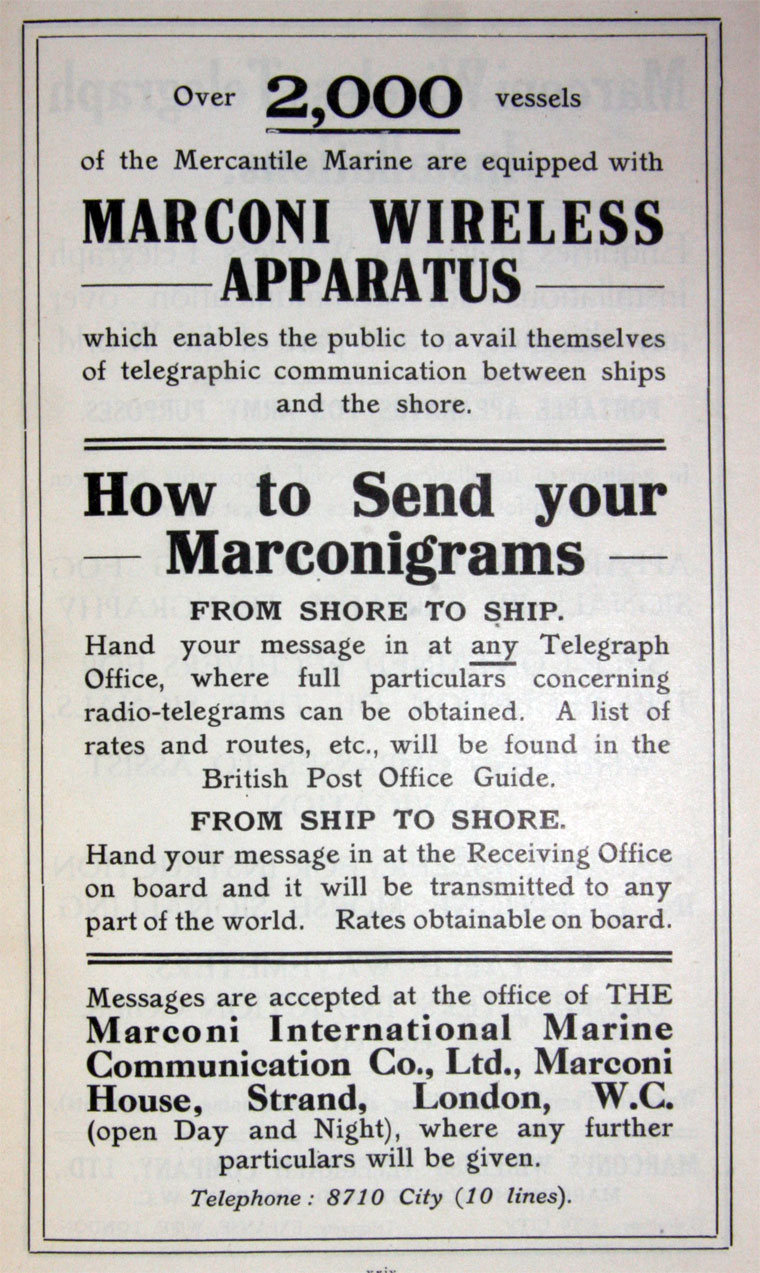 Over 2,000 vessels
of the Mercantile Marine are equipped with
MARCONI WIRELESS
APPARATUS
which enables the public to avail themselves
of telegraphic communication between ships
and the shore.
How to Send your
Marconigrams
FROM SHORE TO SHIP.
Hand your message in at any Telegraph
Office, where full particulars concerning
radio-telegrams can be obtained. A list of
rates and routes, etc., will be found in the
British Post Office Guide.
FROM SHIP TO SHORE.
Hand your message in at the Receiving Office
on board and it will be transmitted to any
part of the world. Rates obtainable on board.
Messages are accepted at the office of THE
Marconi International Marine
Communication Co., Ltd., Marconi
House, Strand, London, W.C.
(open Day and Night), where any further
particulars will be given.
Telephone : 8710 City (10 lines).